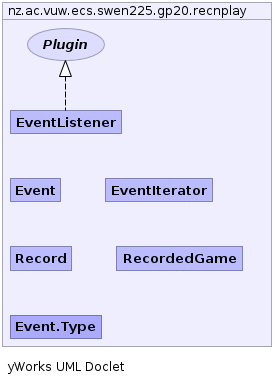 nz.ac.vuw.ecs.swen225.gp20.recnplay
Plugin
EventListener
Event
EventIterator
Record
RecordedGame
Event.Type
yWorks UML Doclet